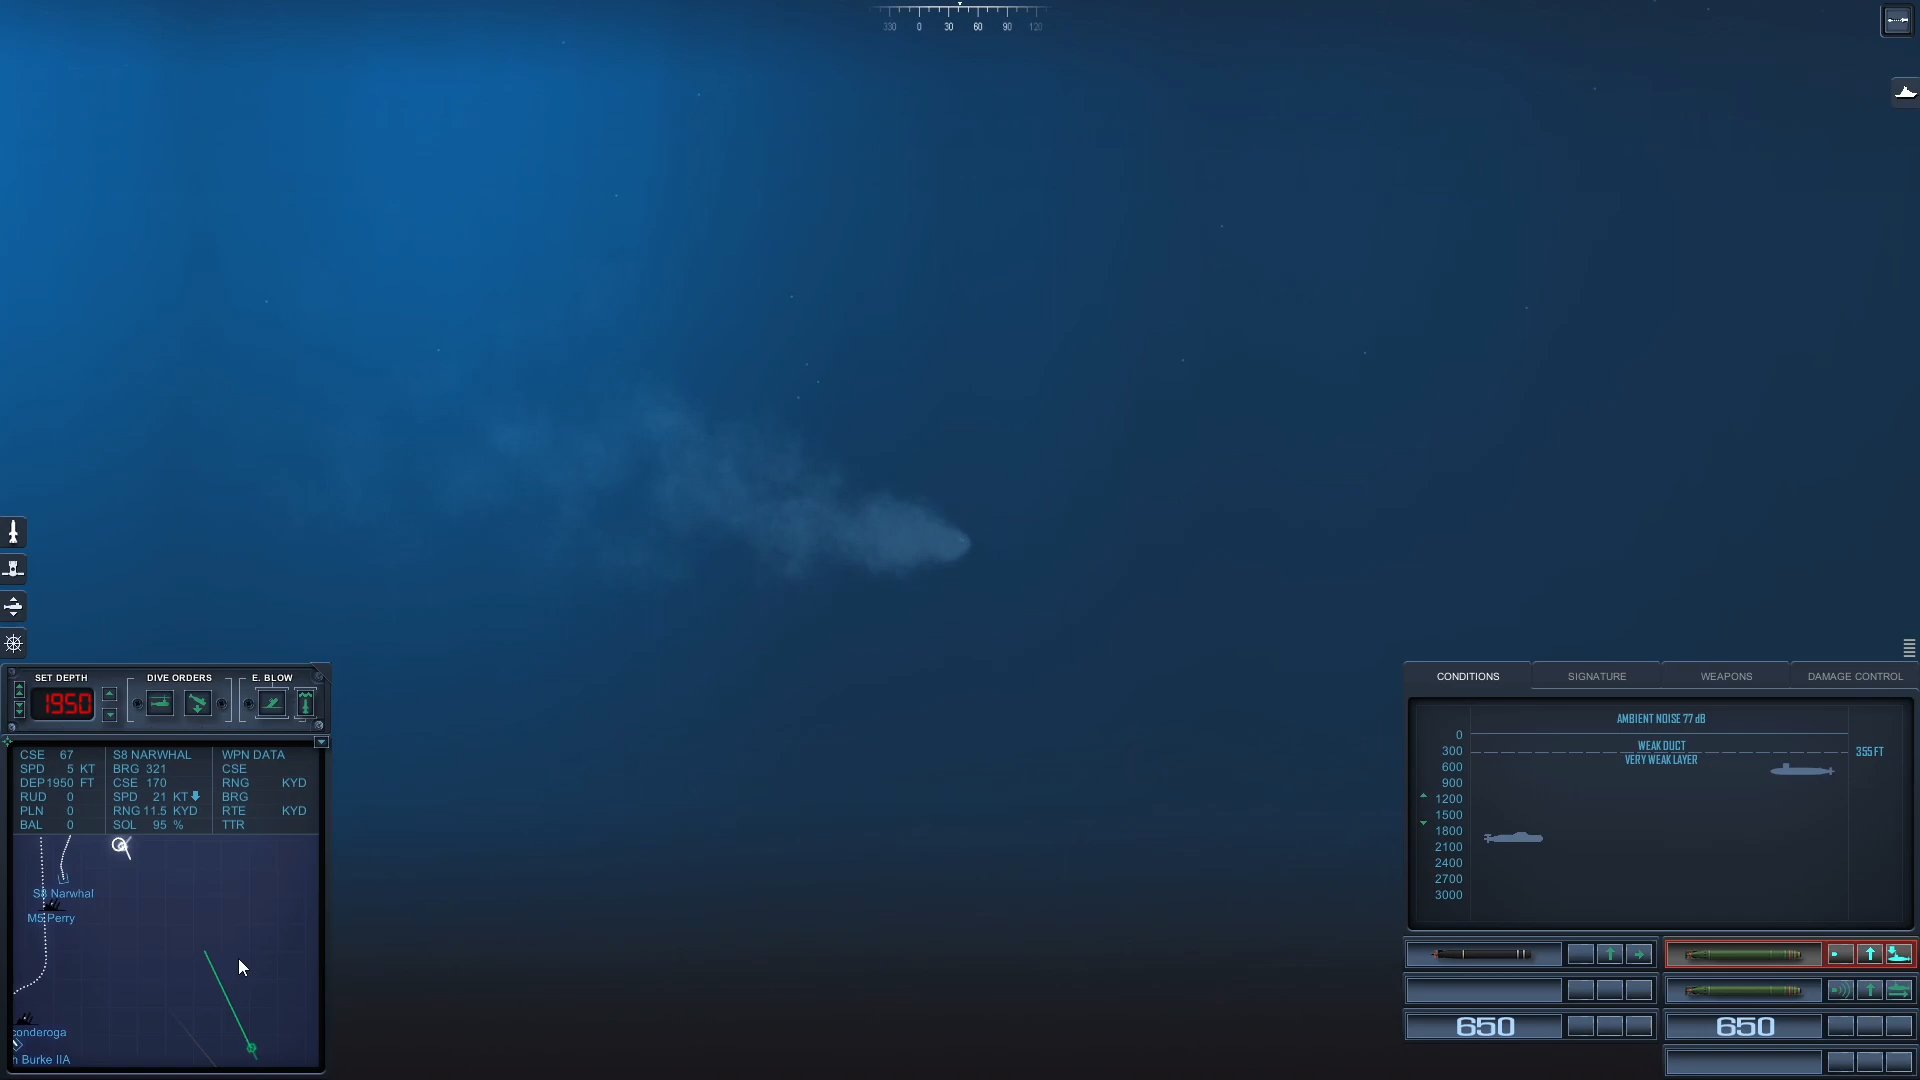 330 0 30 60 90 120
SET DEPTH DIVE ORDERS E. BLOW
1950
CSE 67 S8 NARWHAL WPN DATA
SPD 5 KT BRG 321 CSE
DEP1950 FT CSE 170 RNG KYD
RUD 0 SPD 21 KT BRG
PLN 0 RNG 11.5 KYD RTE KYD
BAL 0 SOL 95 % TTR
S8 Narwhal
M5 Perry
conderoga
h Burke IIA
CONDITIONS SIGNATURE WEAPONS DAMAGE CONTROL
AMBIENT NOISE 77 dB
0
300 WEAK DUCT 355 FT
VERY WEAK LAYER
600
900
1200
1500
1800
2100
2400
2700
3000
650 650